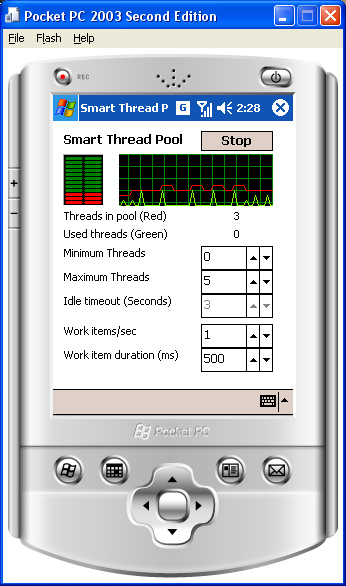 Pocket PC 2003 Second Edition
File Flash Help
REC
Smart Thread P G 2:28
Smart Thread Pool Stop
Threads in pool (Red) 3
Used threads (Green) 0
Minimum Threads 0
Maximum Threads 5
Idle timeout (Seconds) 3
Work items/sec 1
Work item duration (ms) 500
+
−
Pocket PC